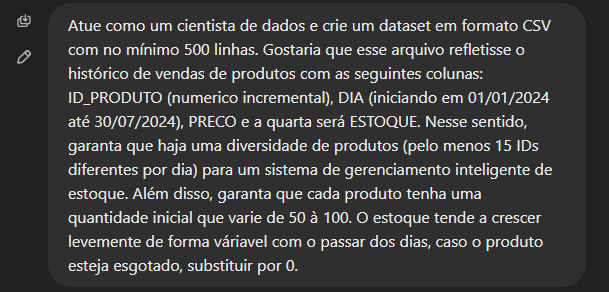 Atue como um cientista de dados e crie um dataset em formato CSV
com no mínimo 500 linhas. Gostaria que esse arquivo refletisse o
histórico de vendas de produtos com as seguintes colunas:
ID_PRODUTO (numerico incremental), DIA (iniciando em 01/01/2024
até 30/07/2024), PRECO e a quarta será ESTOQUE. Nesse sentido,
garanta que haja uma diversidade de produtos (pelo menos 15 IDs
diferentes por dia) para um sistema de gerenciamento inteligente de
estoque. Além disso, garanta que cada produto tenha uma
quantidade inicial que varie de 50 à 100. O estoque tende a crescer
levemente de forma váriavel com o passar dos dias, caso o produto
esteja esgotado, substituir por 0.